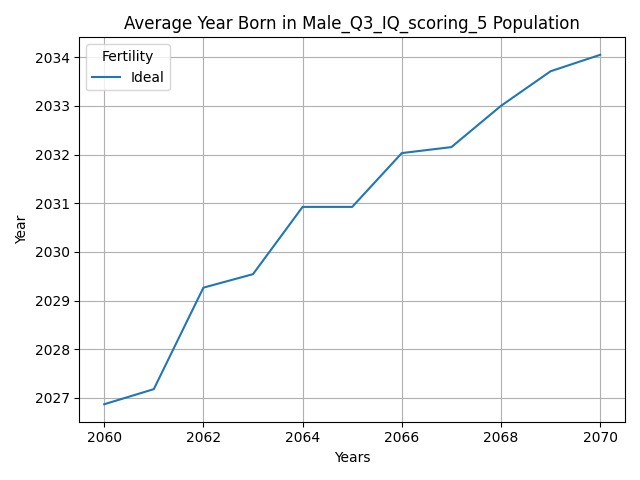 Average Year Born in Male_Q3_IQ_scoring_5 Population
Fertility
Ideal
Year
2034
2033
2032
2031
2030
2029
2028
2027
2060 2062 2064 2066 2068 2070
Years